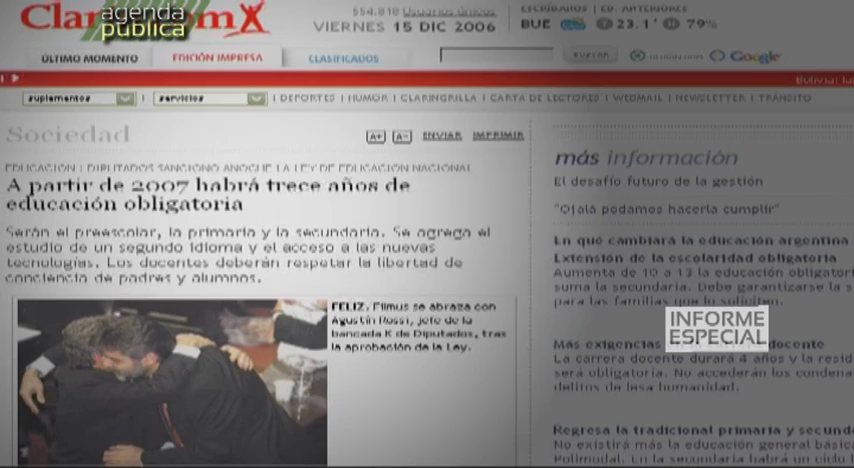 agenda
pública
VIERNES 15 DIC 2006
BUE 23.1° 79%
ÚLTIMO MOMENTO EDICIÓN IMPRESA CLASIFICADOS
BUSCAR Google
suplementos servicios | DEPORTES | HUMOR | CLARINGRILLA | CARTA DE LECTORES | WEBMAIL | NEWSLETTER | TRÁNSITO
Sociedad
A+ A- ENVIAR IMPRIMIR
EDUCACION : DIPUTADOS SANCIONO ANOCHE LA LEY DE EDUCACION NACIONAL
A partir de 2007 habrá trece años de
educación obligatoria
Serán el preescolar, la primaria y la secundaria. Se agrega el
estudio de un segundo idioma y el acceso a las nuevas
tecnologías. Los docentes deberán respetar la libertad de
conciencia de padres y alumnos.
FELIZ. Filmus se abraza con
Agustín Rossi, jefe de la
bancada K de Diputados, tras
la aprobación de la Ley.
más información
El desafío futuro de la gestión
"Ojalá podamos hacerla cumplir"
En qué cambiará la educación argentina
Extensión de la escolaridad obligatoria
Aumenta de 10 a 13 la educación
suma la secundaria. Debe garantizarse
para las familias que lo soliciten.
INFORME
ESPECIAL
Más exigencias docente
La carrera docente durará 4 años y la
será obligatoria. No accederán los
delitos de lesa humanidad.
Regresa la tradicional primaria y
No existirá más la educación general
Polimodal. En la secundaria habrá un ciclo